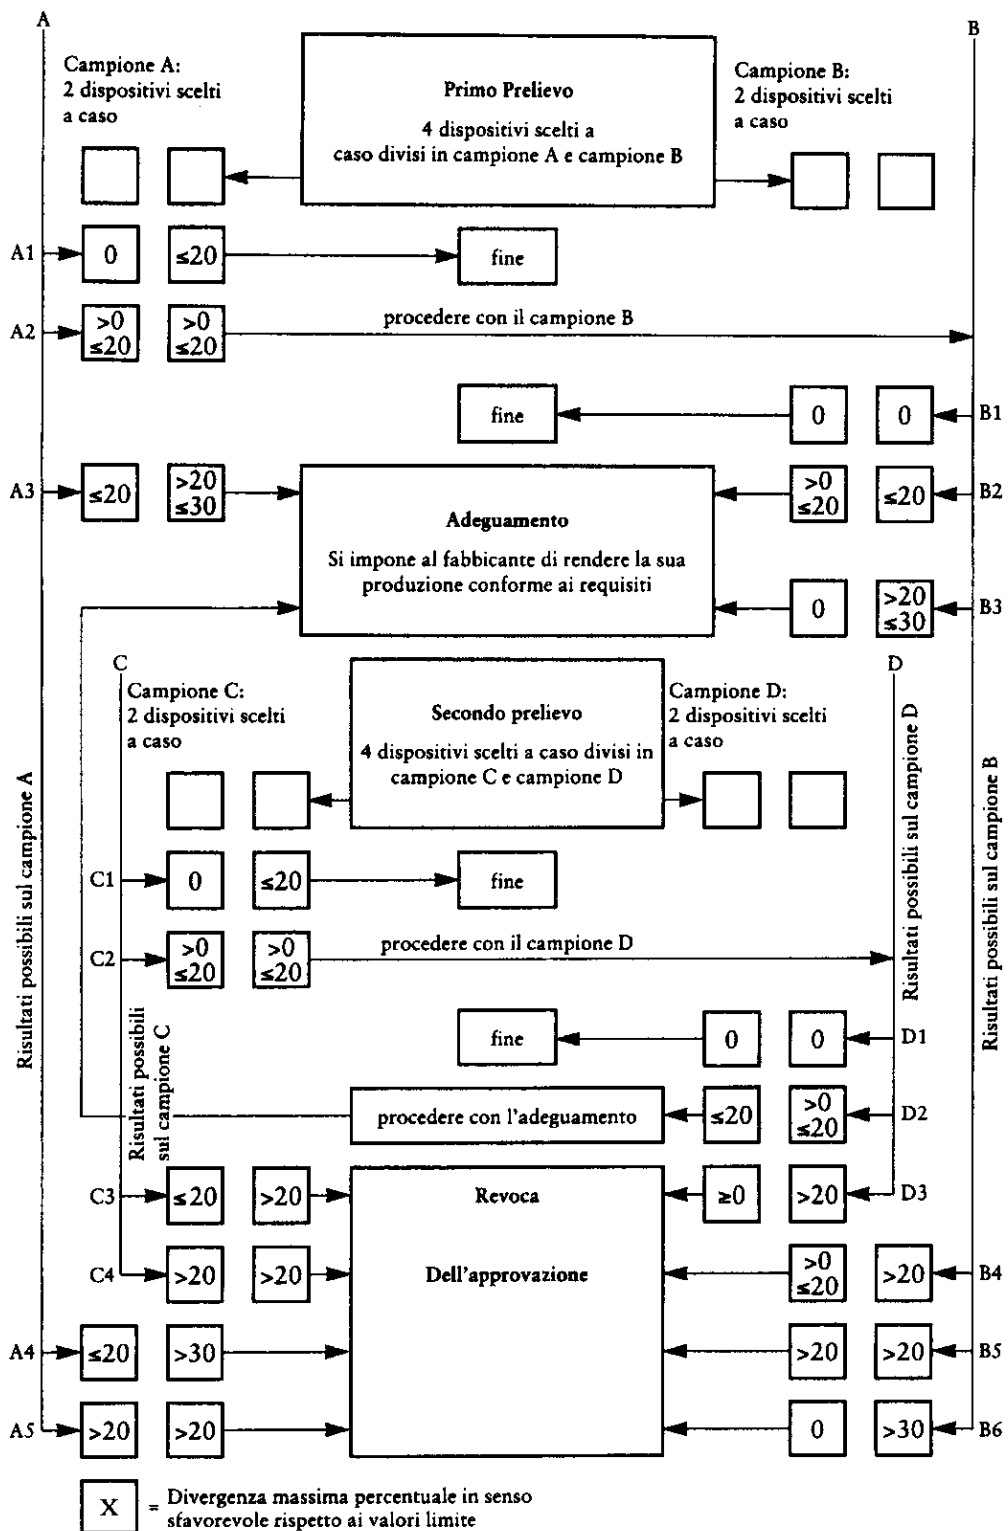 A
B
Campione A:
2 dispositivi scelti
a caso
Primo Prelievo
4 dispositivi scelti a
caso divisi in campione A e campione B
Campione B:
2 dispositivi scelti
a caso
A1
0
≤20
fine
A2
>0
≤20
>0
≤20
procedere con il campione B
fine
0
0
B1
A3
≤20
>20
≤30
Adeguamento
Si impone al fabbicante di rendere la sua
produzione conforme ai requisiti
>0
≤20
≤20
B2
0
>20
≤30
B3
C
D
Campione C:
2 dispositivi scelti
a caso
Secondo prelievo
4 dispositivi scelti a caso divisi in
campione C e campione D
Campione D:
2 dispositivi scelti
a caso
Risultati possibili sul campione A
Risultati possibili sul campione D
Risultati possibili sul campione B
C1
0
≤20
fine
C2
>0
≤20
>0
≤20
procedere con il campione D
Risultati possibili
sul campione C
fine
0
0
D1
procedere con l'adeguamento
≤20
>0
≤20
D2
C3
≤20
>20
Revoca
≥0
>20
D3
C4
>20
>20
Dell'approvazione
>0
≤20
>20
B4
A4
≤20
>30
>20
>20
B5
A5
>20
>20
0
>30
B6
X = Divergenza massima percentuale in senso
sfavorevole rispetto ai valori limite